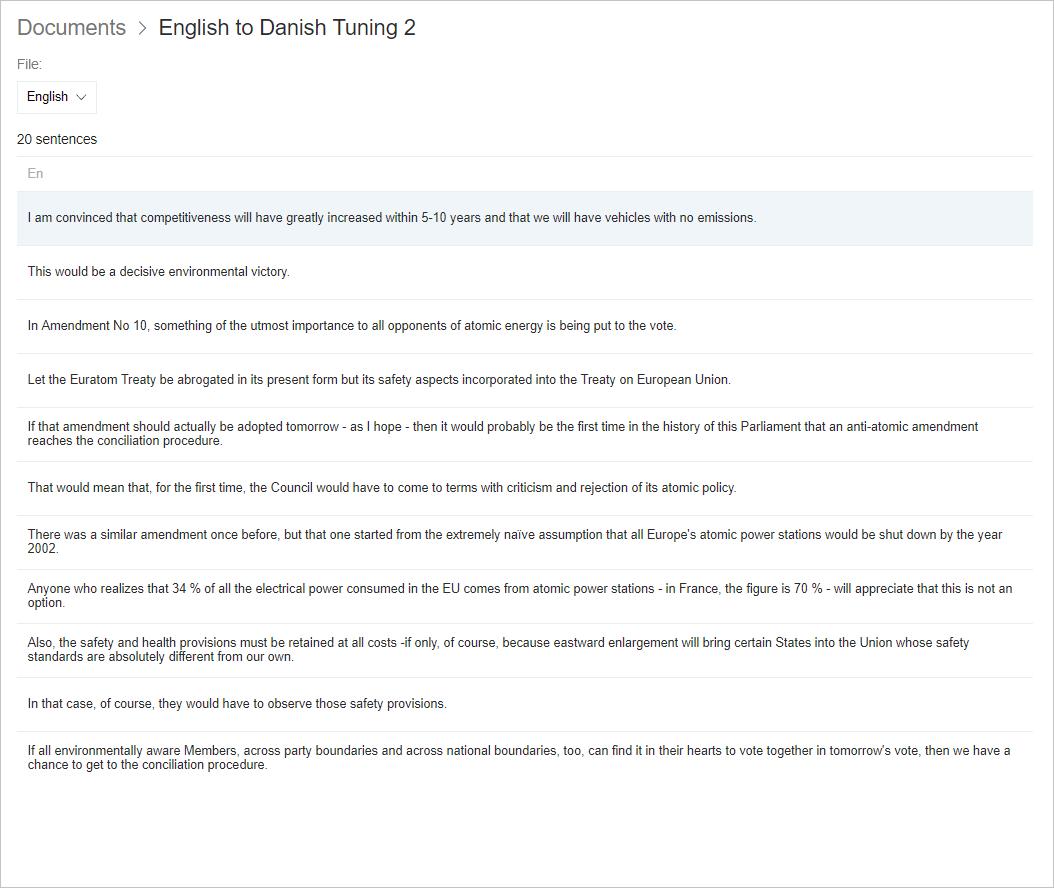 Documents > English to Danish Tuning 2
File:
English
20 sentences
En
I am convinced that competitiveness will have greatly increased within 5-10 years and that we will have vehicles with no emissions.
This would be a decisive environmental victory.
In Amendment No 10, something of the utmost importance to all opponents of atomic energy is being put to the vote.
Let the Euratom Treaty be abrogated in its present form but its safety aspects incorporated into the Treaty on European Union.
If that amendment should actually be adopted tomorrow - as I hope - then it would probably be the first time in the history of this Parliament that an anti-atomic amendment
reaches the conciliation procedure.
That would mean that, for the first time, the Council would have to come to terms with criticism and rejection of its atomic policy.
There was a similar amendment once before, but that one started from the extremely naïve assumption that all Europe's atomic power stations would be shut down by the year
2002.
Anyone who realizes that 34 % of all the electrical power consumed in the EU comes from atomic power stations - in France, the figure is 70 % - will appreciate that this is not an
option.
Also, the safety and health provisions must be retained at all costs -if only, of course, because eastward enlargement will bring certain States into the Union whose safety
standards are absolutely different from our own.
In that case, of course, they would have to observe those safety provisions.
If all environmentally aware Members, across party boundaries and across national boundaries, too, can find it in their hearts to vote together in tomorrow's vote, then we have a
chance to get to the conciliation procedure.